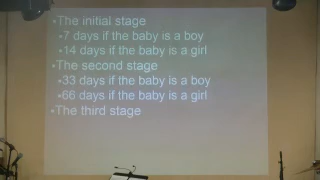 ▪The initial stage
▪7 days if the baby is a boy
▪14 days if the baby is a girl
▪The second stage
▪33 days if the baby is a boy
▪66 days if the baby is a girl
▪The third stage